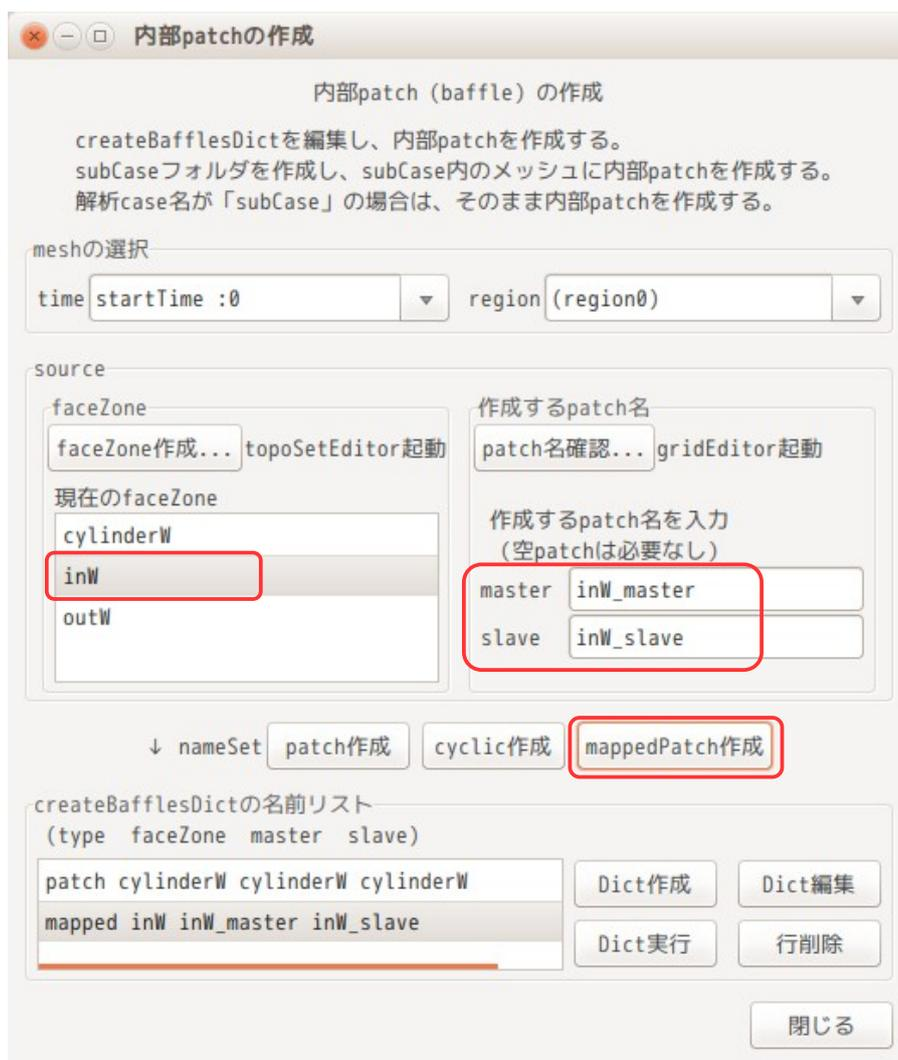 内部patchの作成
内部patch (baffle) の作成
createBafflesDictを編集し、内部patchを作成する。
subCaseフォルダを作成し、subCase内のメッシュに内部patchを作成する。
解析case名が「subCase」の場合は、そのまま内部patchを作成する。
meshの選択
time startTime :0 region (region0)
source
faceZone
faceZone作成... topoSetEditor起動
現在のfaceZone
cylinderW
inW
outW
作成するpatch名
patch名確認... gridEditor起動
作成するpatch名を入力
(空patchは必要なし)
master inW_master
slave inW_slave
↓ nameSet patch作成 cyclic作成 mappedPatch作成
createBafflesDictの名前リスト
(type faceZone master slave)
patch cylinderW cylinderW cylinderW
mapped inW inW_master inW_slave
Dict作成 Dict編集
Dict実行 行削除
閉じる